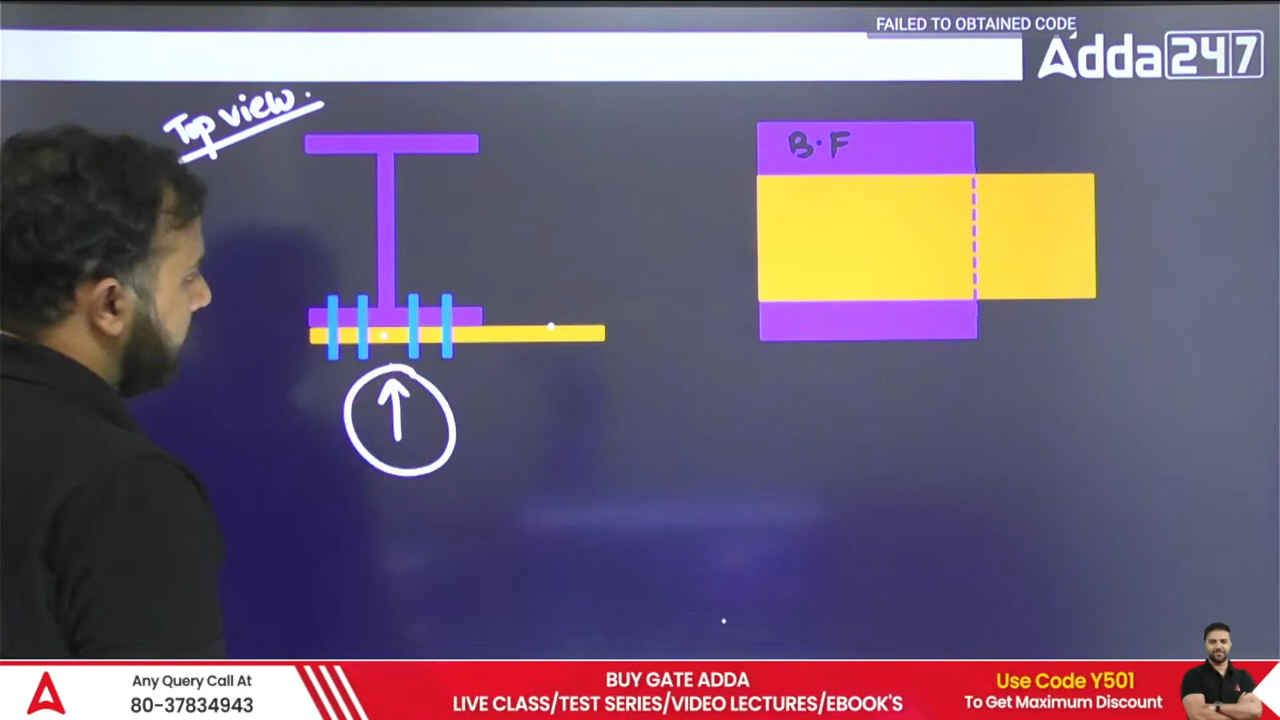 FAILED TO OBTAINED CODE
Adda247
Top view.
B.F
Any Query Call At
80-37834943
BUY GATE ADDA
LIVE CLASS/TEST SERIES/VIDEO LECTURES/EBOOK'S
Use Code Y501
To Get Maximum Discount